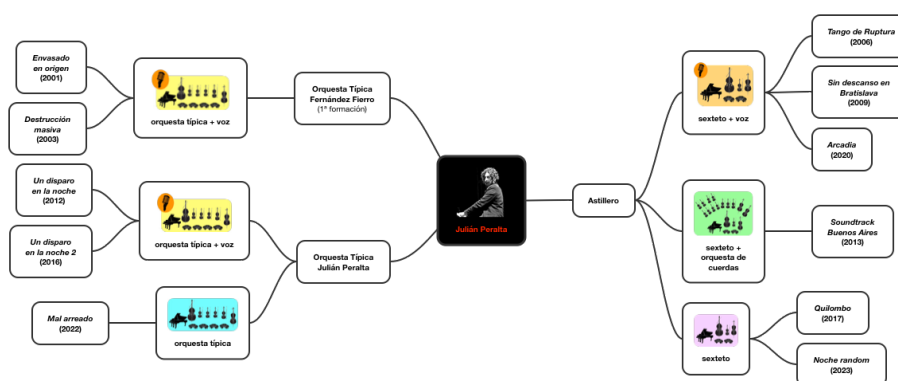 Envasado
en origen
(2001)
Destrucción
masiva
(2003)
orquesta típica + voz
Orquesta Típica
Fernández Fierro
(1ª formación)
Un disparo
en la noche
(2012)
Un disparo
en la noche 2
(2016)
orquesta típica + voz
Orquesta Típica
Julián Peralta
Mal arreado
(2022)
orquesta típica
Julián Peralta
Astillero
sexteto + voz
Tango de Ruptura
(2006)
Sin descanso en
Bratislava
(2009)
Arcadia
(2020)
sexteto +
orquesta de
cuerdas
Soundtrack
Buenos Aires
(2013)
sexteto
Quilombo
(2017)
Noche random
(2023)